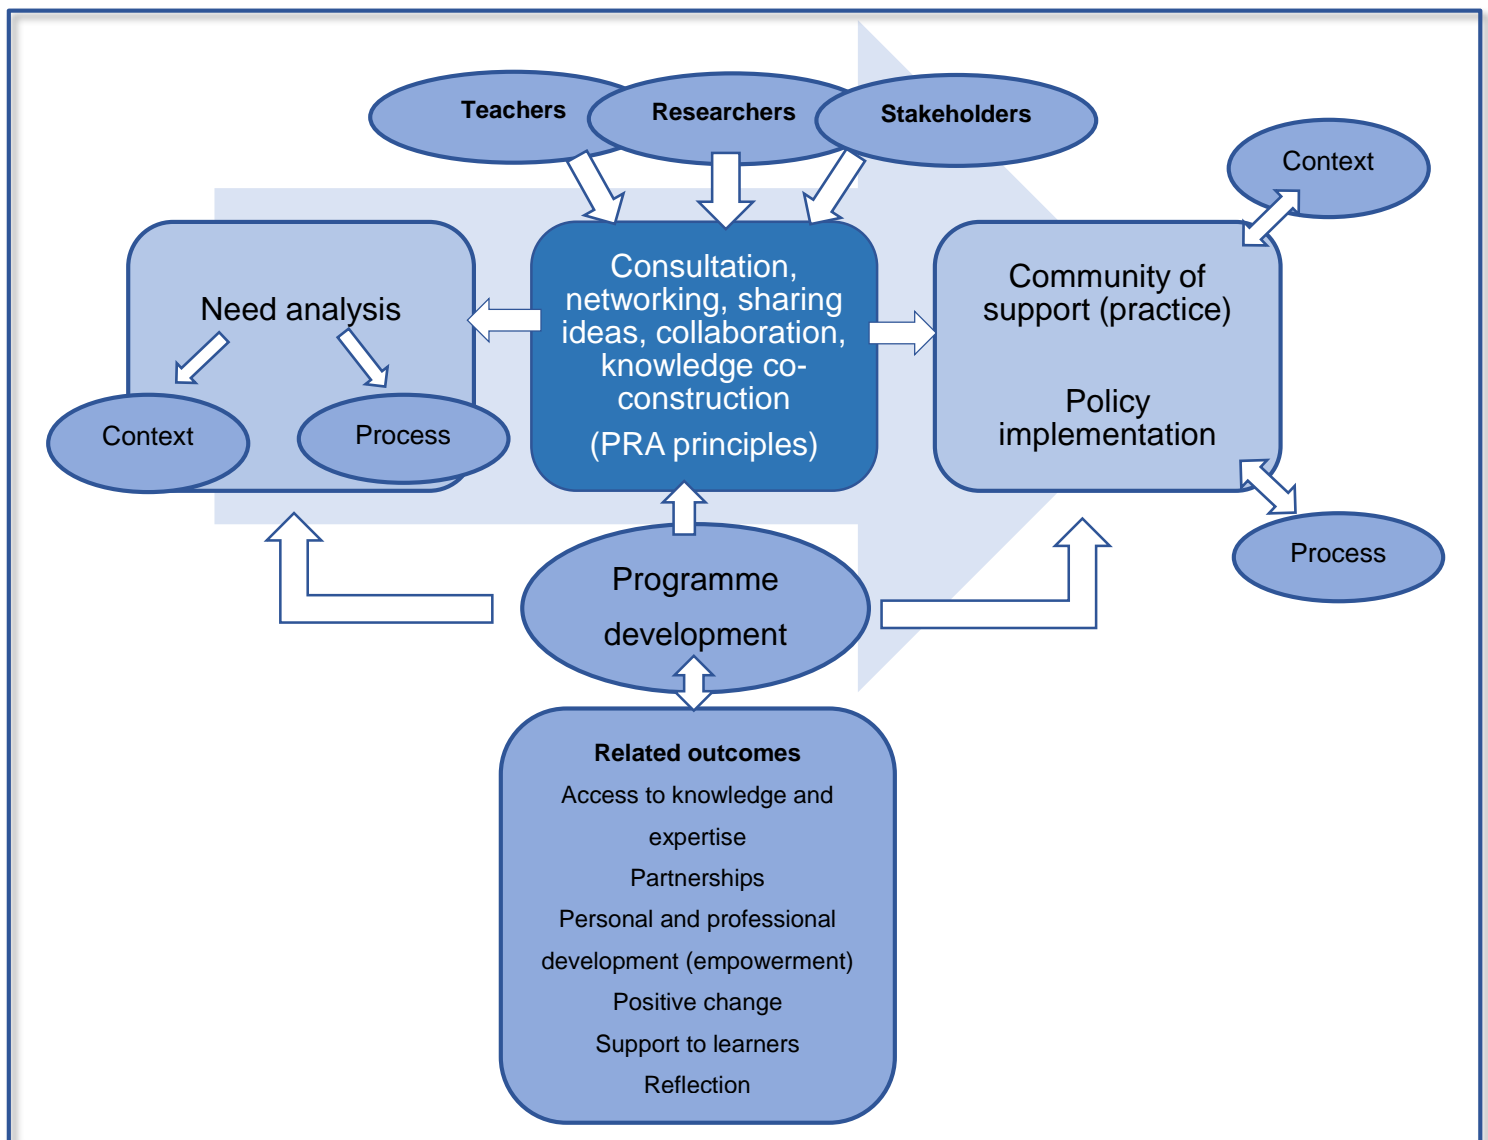 Teachers
Researchers
Stakeholders
Context
Need analysis
Context
Process
Consultation,
networking, sharing
ideas, collaboration,
knowledge co-
construction
(PRA principles)
Community of
support (practice)
Policy
implementation
Process
Programme
development
Related outcomes
Access to knowledge and
expertise
Partnerships
Personal and professional
development (empowerment)
Positive change
Support to learners
Reflection